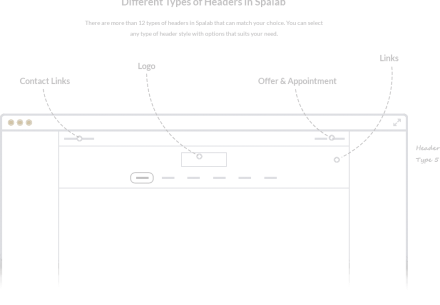 Different Types of Headers in Spalab
There are more than 12 types of headers in Spalab that can match your choice. You can select
any type of header style with options that suits your need.
Links
Logo
Contact Links
Offer & Appointment
Header
Type 5